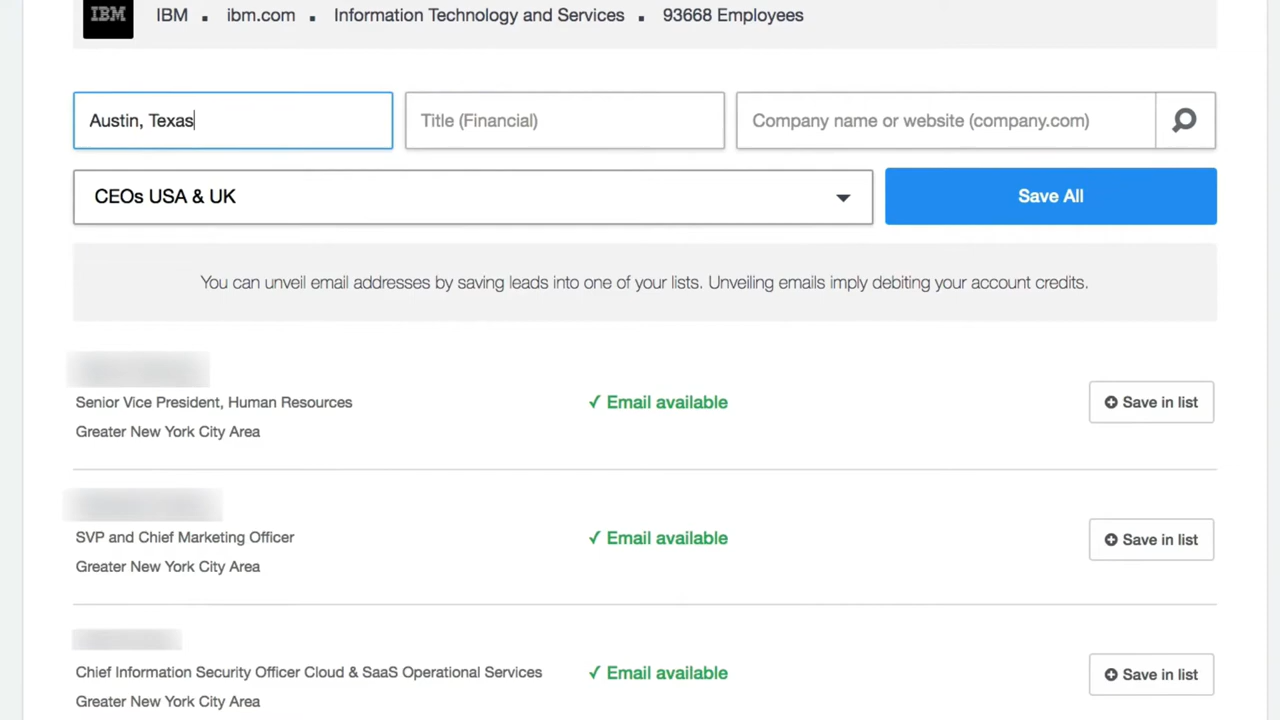 IBM IBM ▪ ibm.com ▪ Information Technology and Services ▪ 93668 Employees
Austin, Texas Title (Financial) Company name or website (company.com)
CEOs USA & UK Save All
You can unveil email addresses by saving leads into one of your lists. Unveiling emails imply debiting your account credits.
Senior Vice President, Human Resources ✓ Email available Save in list
Greater New York City Area
SVP and Chief Marketing Officer ✓ Email available Save in list
Greater New York City Area
Chief Information Security Officer Cloud & SaaS Operational Services ✓ Email available Save in list
Greater New York City Area